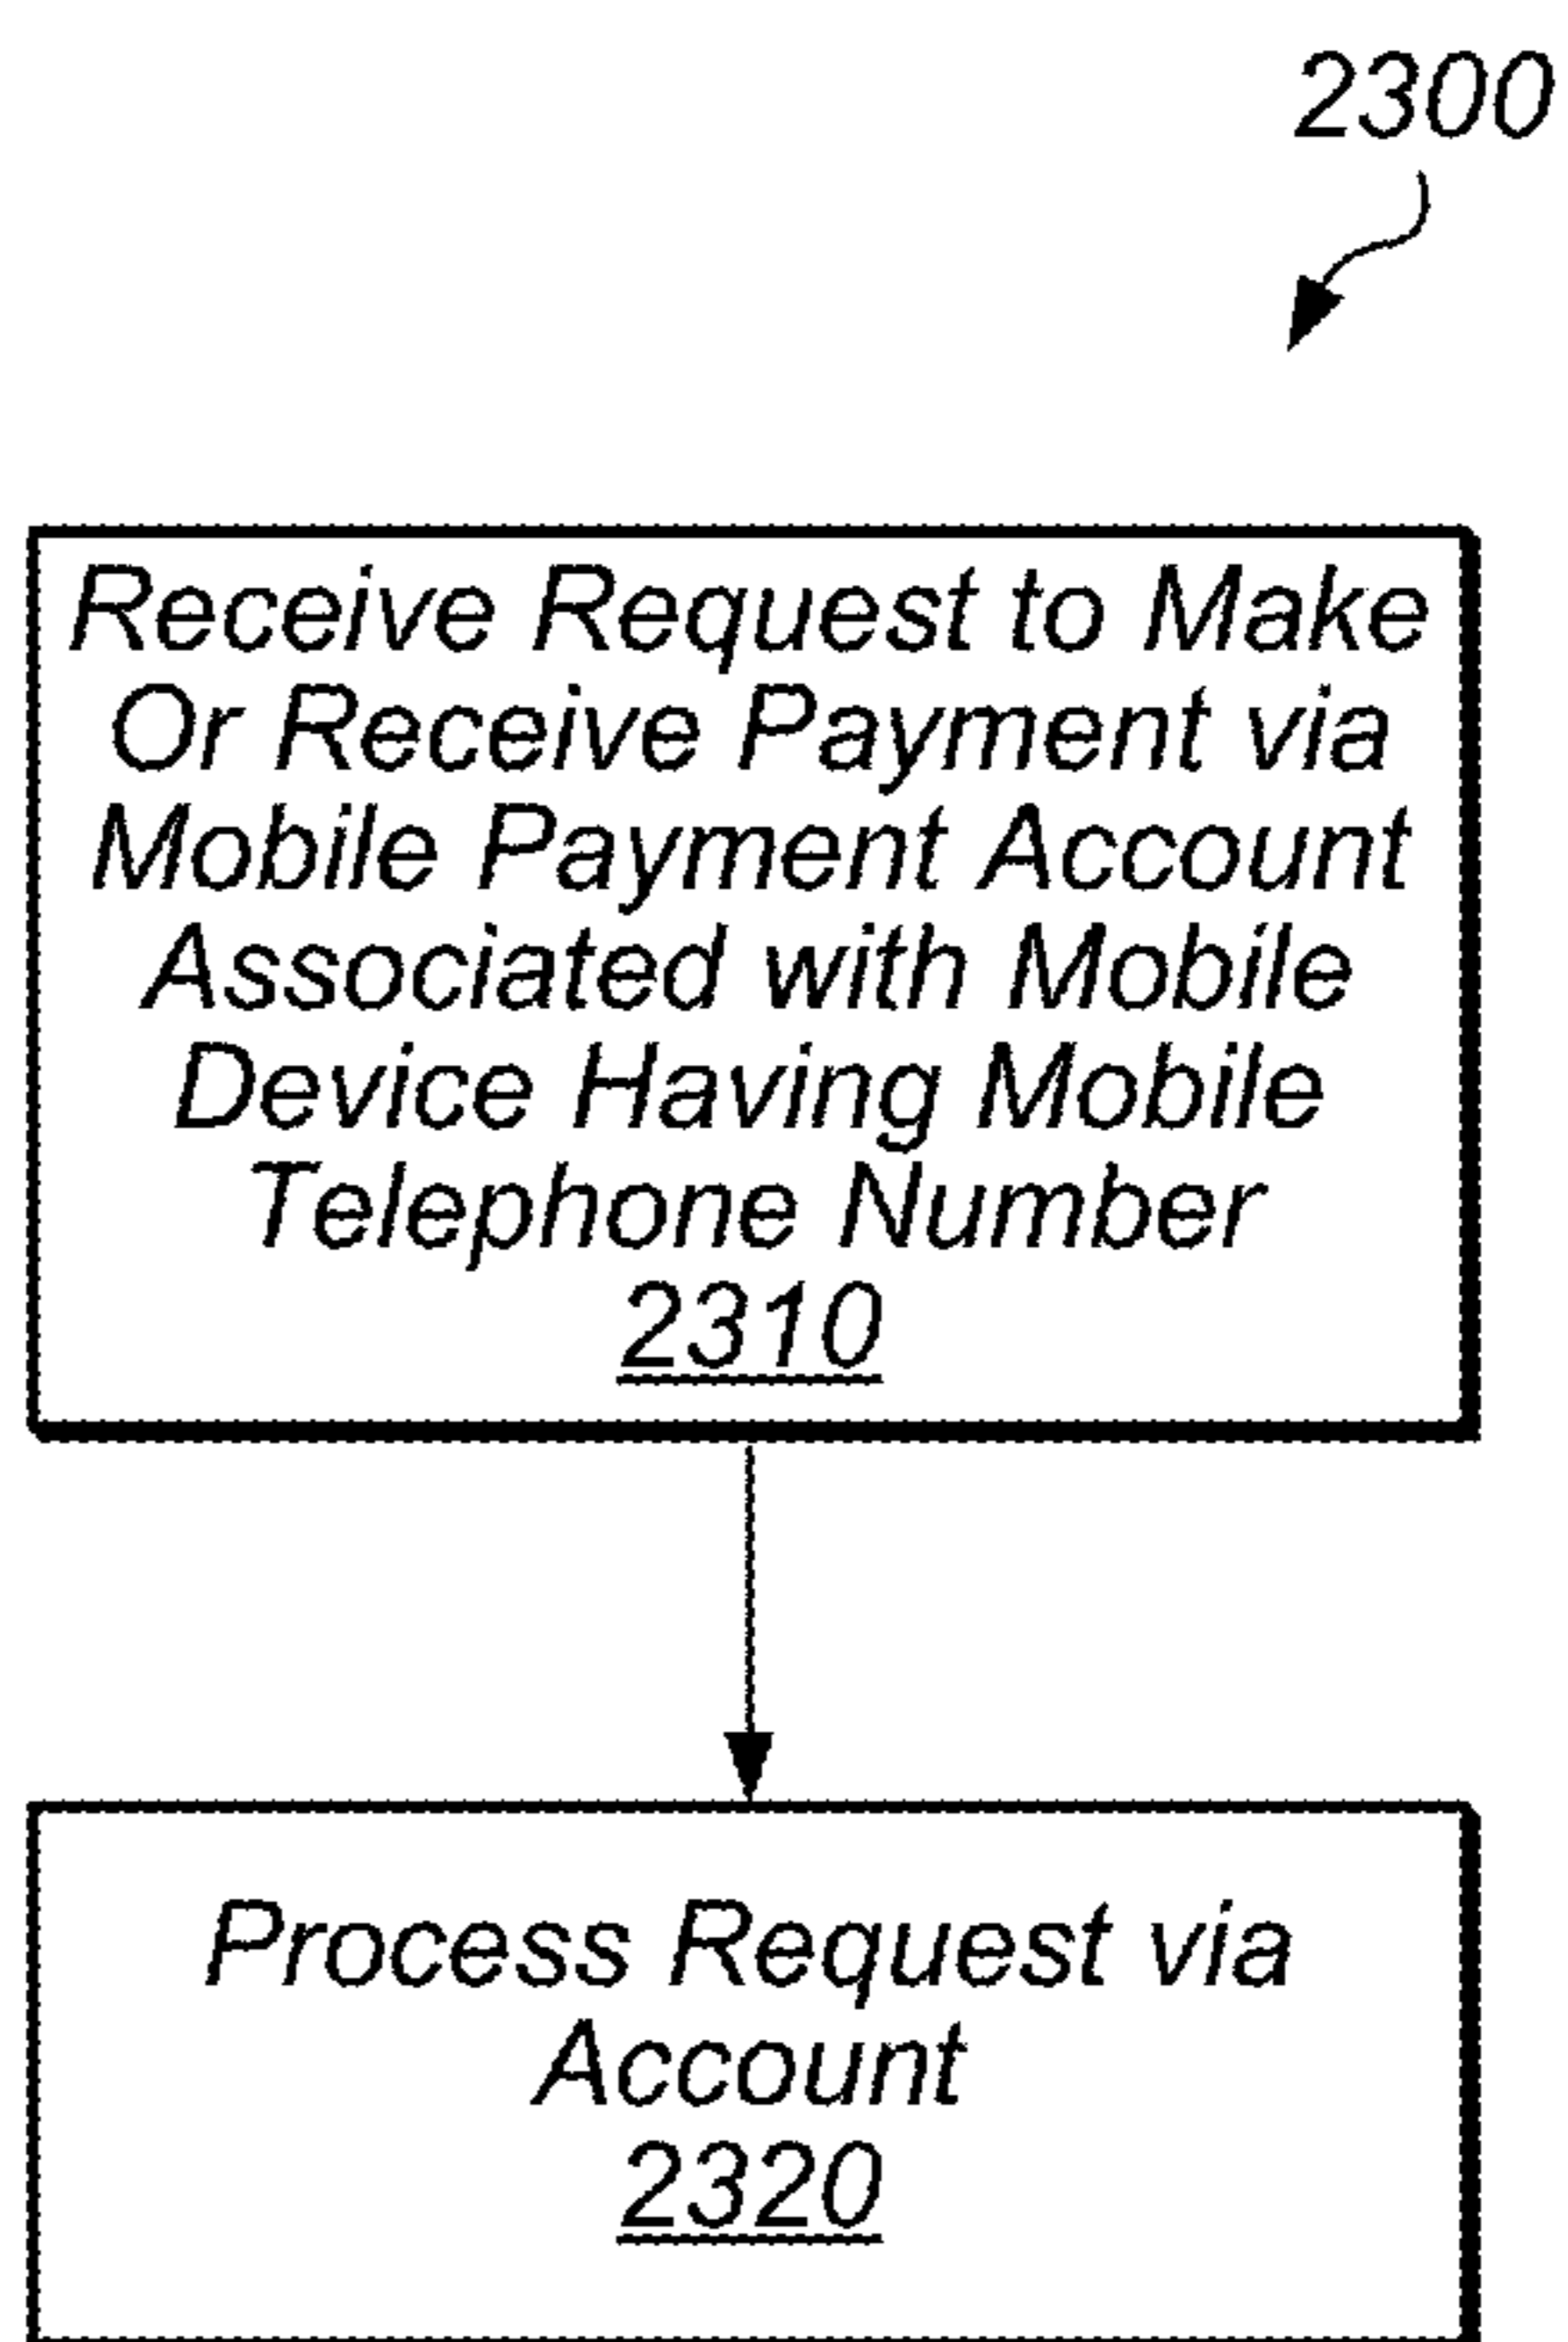 2300
Receive Request to Make
Or Receive Payment via
Mobile Payment Account
Associated with Mobile
Device Having Mobile
Telephone Number
2310
Process Request via
Account
2320